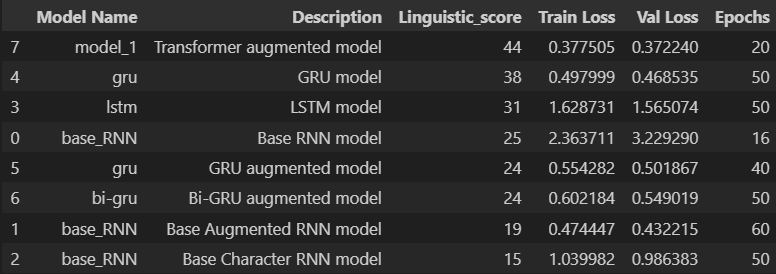 Model Name Description Linguistic_score Train Loss Val Loss Epochs
7 model_1 Transformer augmented model 44 0.377505 0.372240 20
4 gru GRU model 38 0.497999 0.468535 50
3 lstm LSTM model 31 1.628731 1.565074 50
0 base_RNN Base RNN model 25 2.363711 3.229290 16
5 gru GRU augmented model 24 0.554282 0.501867 40
6 bi-gru Bi-GRU augmented model 24 0.602184 0.549019 50
1 base_RNN Base Augmented RNN model 19 0.474447 0.432215 60
2 base_RNN Base Character RNN model 15 1.039982 0.986383 50